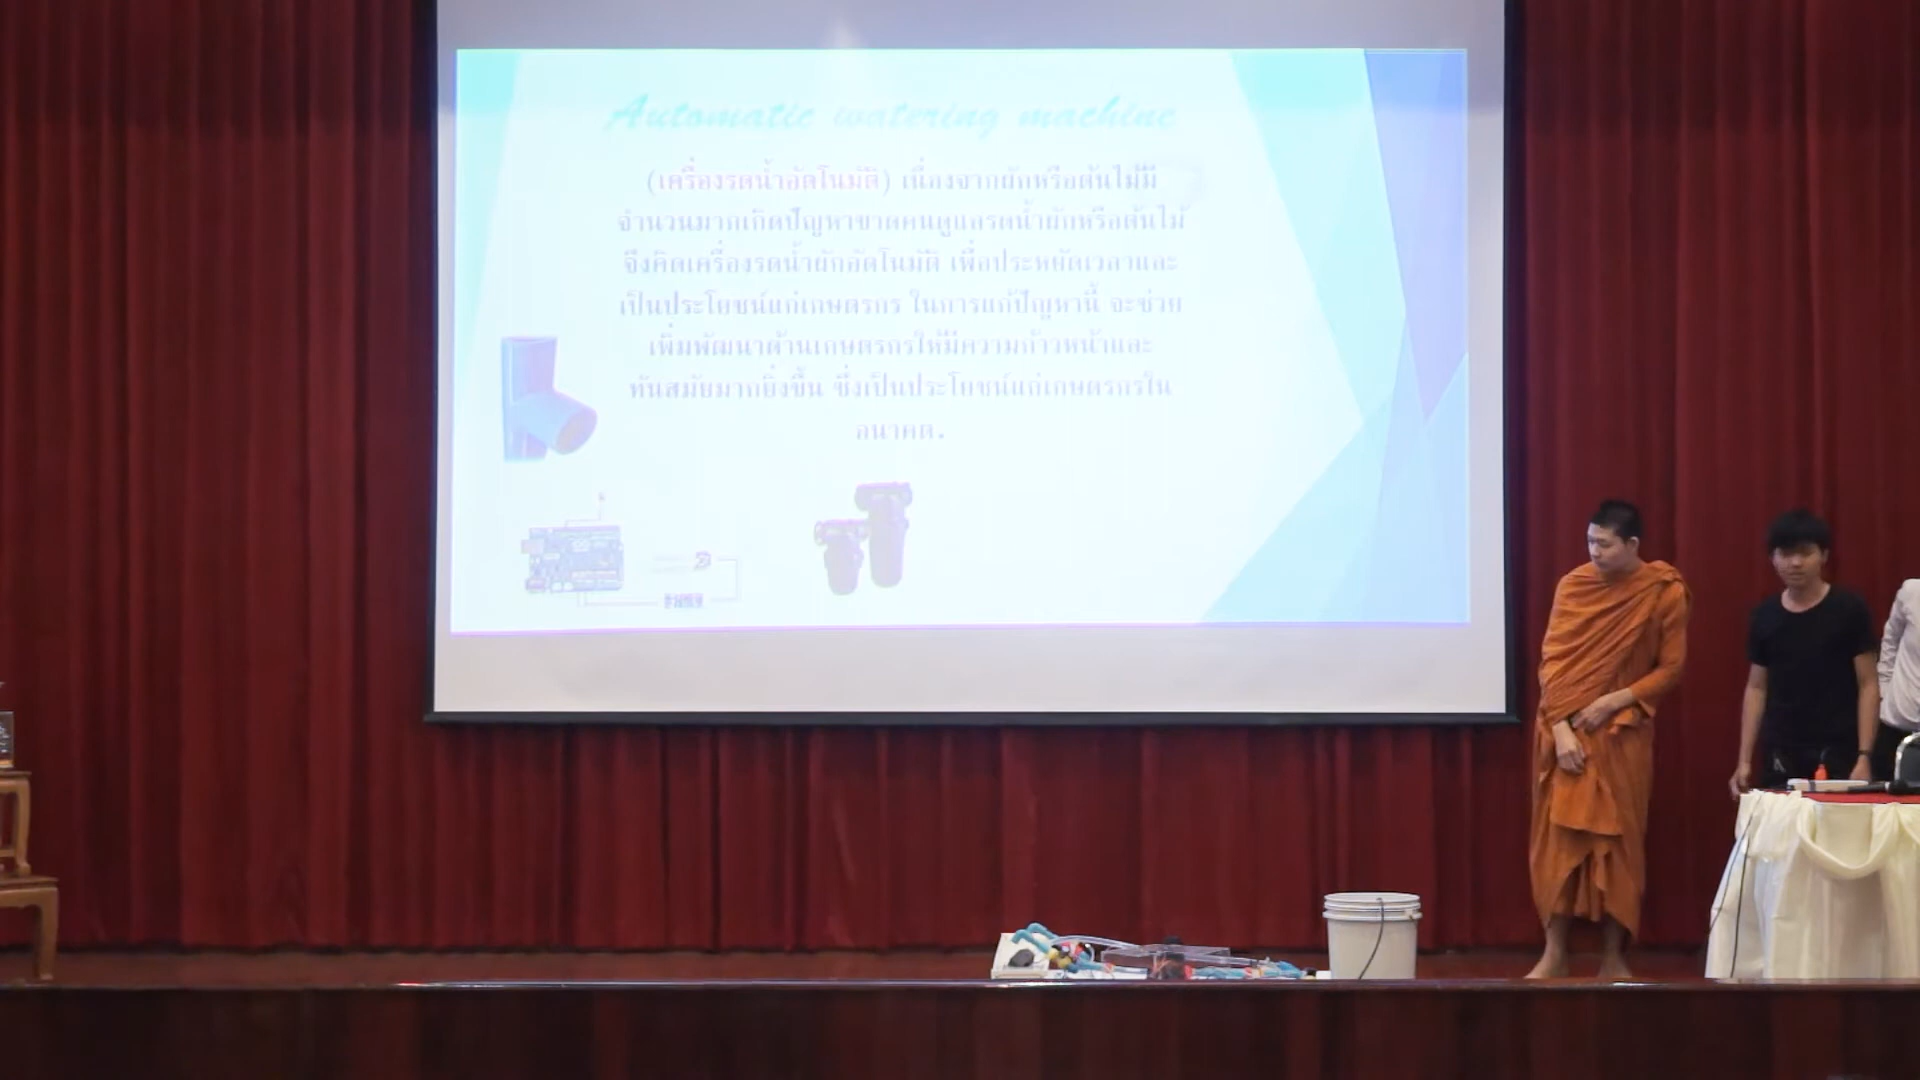 Automatic watering machine
(เครื่องรดน้ำอัตโนมัติ) เนื่องจากผักหรือต้นไม้มี
จำนวนมากเกิดปัญหาขาดคนดูแลรดน้ำผักหรือต้นไม้
จึงคิดเครื่องรดน้ำผักอัตโนมัติ เพื่อประหยัดเวลาและ
เป็นประโยชน์แก่เกษตรกร ในการแก้ปัญหานี้ จะช่วย
เพิ่มพัฒนาด้านเกษตรกรให้มีความก้าวหน้าและ
ทันสมัยมากยิ่งขึ้น ซึ่งเป็นประโยชน์แก่เกษตรกรใน
อนาคต.